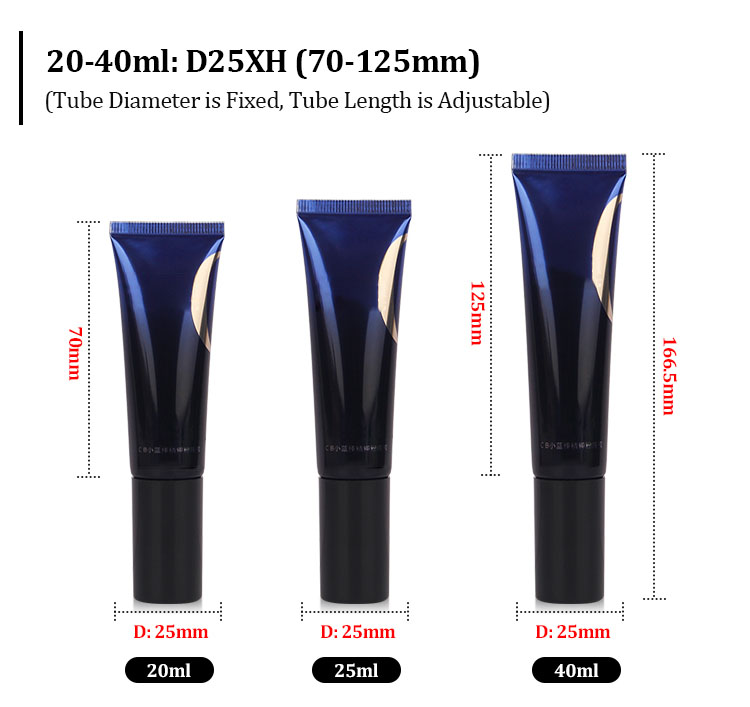 20-40ml: D25XH (70-125mm)
(Tube Diameter is Fixed, Tube Length is Adjustable)
70mm
125mm
166.5mm
D: 25mm
D: 25mm
D: 25mm
20ml
25ml
40ml